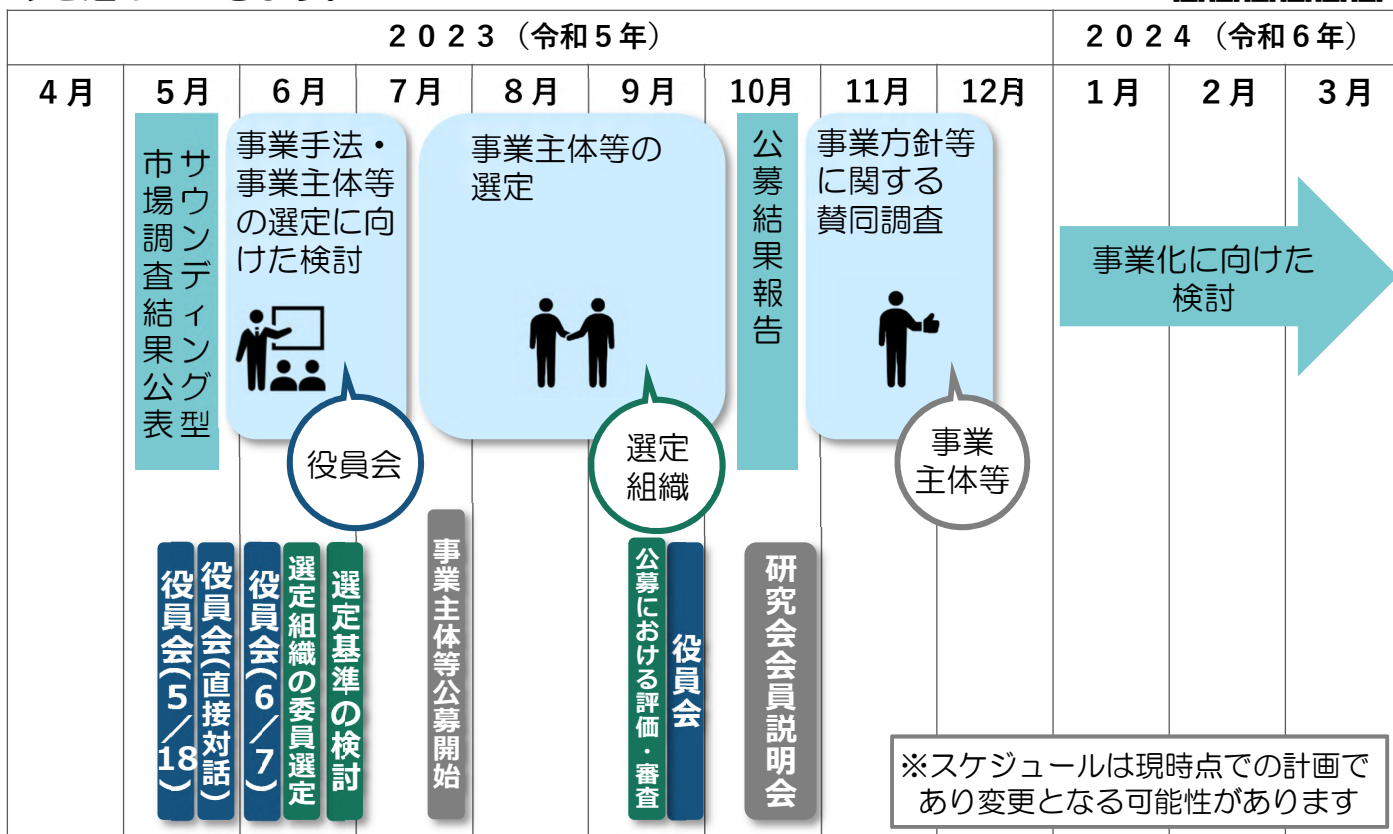 ２０２３（令和５年）
２０２４（令和６年）
４月
５月
６月
７月
８月
９月
10月
11月
12月
１月
２月
３月
サウンディング型
市場調査結果公表
事業手法・
事業主体等
の選定に向
けた検討
事業主体等の
選定
公募結果報告
事業方針等
に関する
賛同調査
事業化に向けた
検討
役員会
選定
組織
事業
主体等
役員会(5／18)
役員会(直接対話)
役員会(6／7)
選定組織の委員選定
選定基準の検討
事業主体等公募開始
公募における評価・審査
役員会
研究会会員説明会
※スケジュールは現時点での計画で
あり変更となる可能性があります